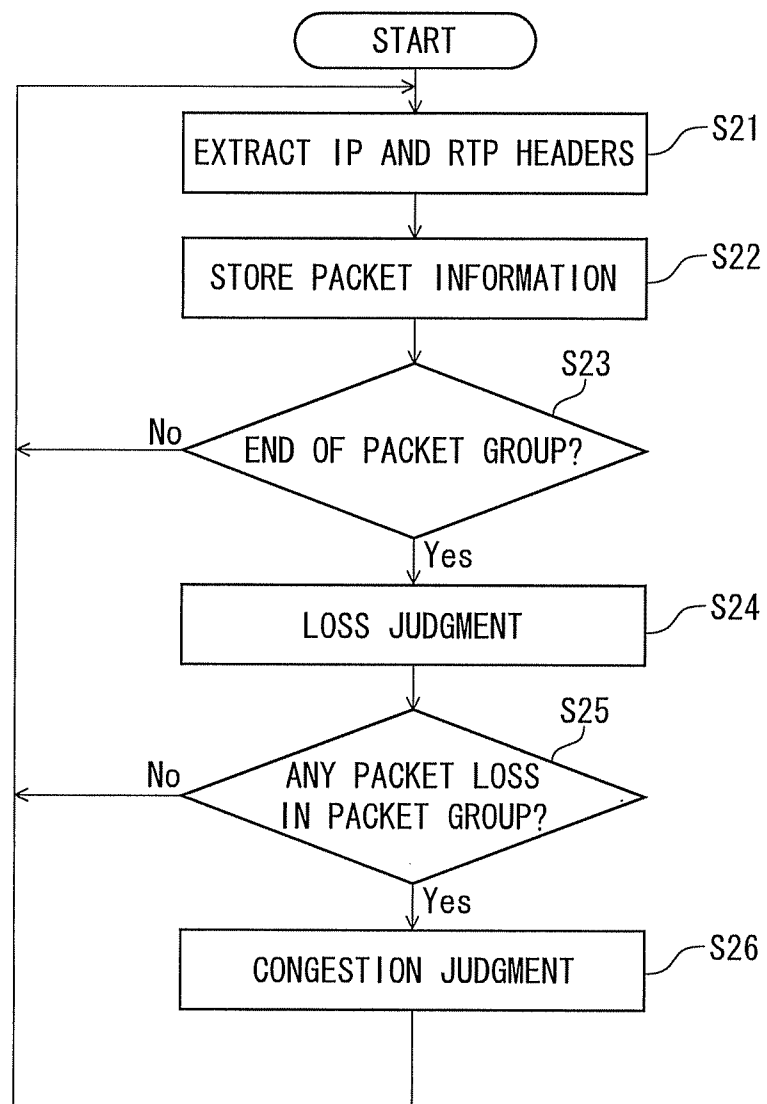 START
EXTRACT IP AND RTP HEADERS
S21
STORE PACKET INFORMATION
S22
S23
END OF PACKET GROUP?
No
Yes
LOSS JUDGMENT
S24
S25
ANY PACKET LOSS
IN PACKET GROUP?
No
Yes
CONGESTION JUDGMENT
S26